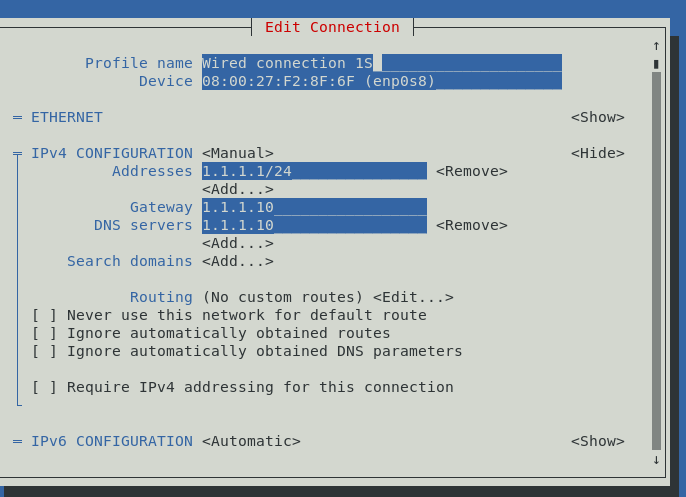 Edit Connection
Profile name Wired connection 1S
Device 08:00:27:F2:8F:6F (enp0s8)
= ETHERNET <Show>
IPv4 CONFIGURATION <Manual> <Hide>
Addresses 1.1.1.1/24 <Remove>
<Add...>
Gateway 1.1.1.10
DNS servers 1.1.1.10 <Remove>
<Add...>
Search domains <Add...>
Routing (No custom routes) <Edit...>
[ ] Never use this network for default route
[ ] Ignore automatically obtained routes
[ ] Ignore automatically obtained DNS parameters
[ ] Require IPv4 addressing for this connection
= IPv6 CONFIGURATION <Automatic> <Show>